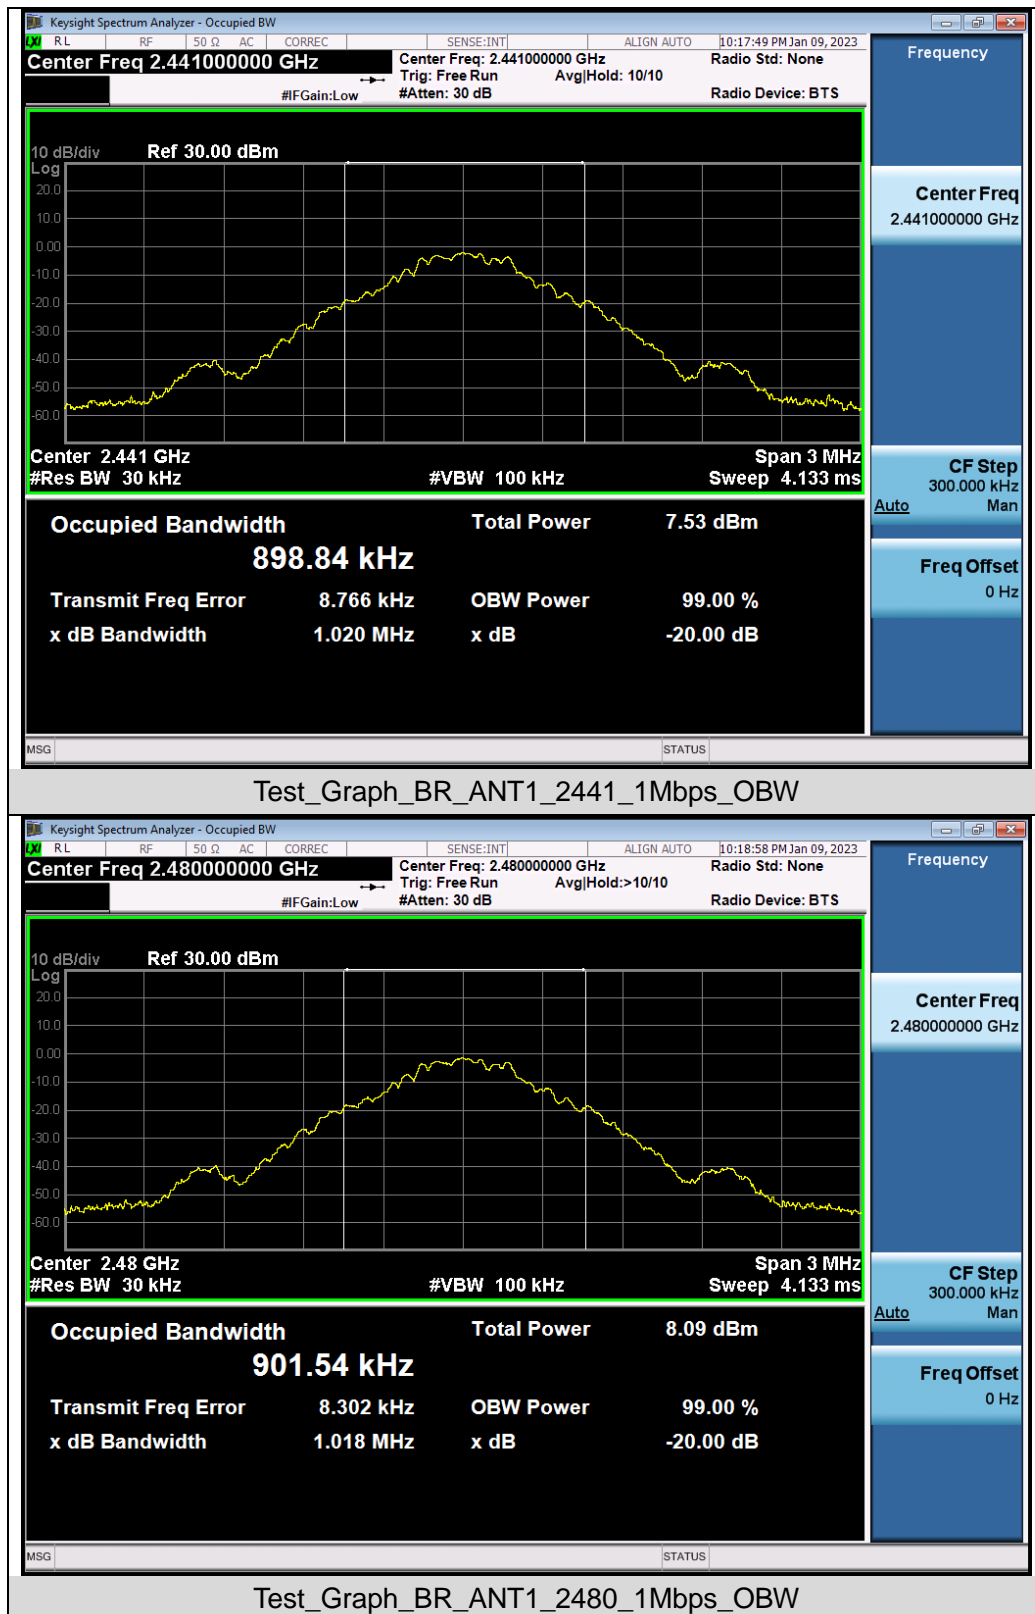 Keysight Spectrum Analyzer - Occupied BW
LXI RL RF 50 Ω AC CORREC SENSE:INT ALIGN AUTO 10:17:49 PM Jan 09, 2023
Center Freq 2.441000000 GHz
Center Freq: 2.441000000 GHz
Radio Std: None
Trig: Free Run Avg|Hold: 10/10
#IFGain:Low
#Atten: 30 dB
Radio Device: BTS
Frequency
10 dB/div Ref 30.00 dBm
Log
20.0
10.0
0.00
-10.0
-20.0
-30.0
-40.0
-50.0
-60.0
Center 2.441 GHz Span 3 MHz
#Res BW 30 kHz #VBW 100 kHz Sweep 4.133 ms
Center Freq
2.441000000 GHz
CF Step
300.000 kHz
Auto Man
Freq Offset
0 Hz
Occupied Bandwidth Total Power 7.53 dBm
898.84 kHz
Transmit Freq Error 8.766 kHz OBW Power 99.00 %
x dB Bandwidth 1.020 MHz x dB -20.00 dB
MSG STATUS
Test_Graph_BR_ANT1_2441_1Mbps_OBW
Keysight Spectrum Analyzer - Occupied BW
LXI RL RF 50 Ω AC CORREC SENSE:INT ALIGN AUTO 10:18:58 PM Jan 09, 2023
Center Freq 2.480000000 GHz
Center Freq: 2.480000000 GHz
Radio Std: None
Trig: Free Run Avg|Hold:>10/10
#IFGain:Low
#Atten: 30 dB
Radio Device: BTS
Frequency
10 dB/div Ref 30.00 dBm
Log
20.0
10.0
0.00
-10.0
-20.0
-30.0
-40.0
-50.0
-60.0
Center 2.48 GHz Span 3 MHz
#Res BW 30 kHz #VBW 100 kHz Sweep 4.133 ms
Center Freq
2.480000000 GHz
CF Step
300.000 kHz
Auto Man
Freq Offset
0 Hz
Occupied Bandwidth Total Power 8.09 dBm
901.54 kHz
Transmit Freq Error 8.302 kHz OBW Power 99.00 %
x dB Bandwidth 1.018 MHz x dB -20.00 dB
MSG STATUS
Test_Graph_BR_ANT1_2480_1Mbps_OBW